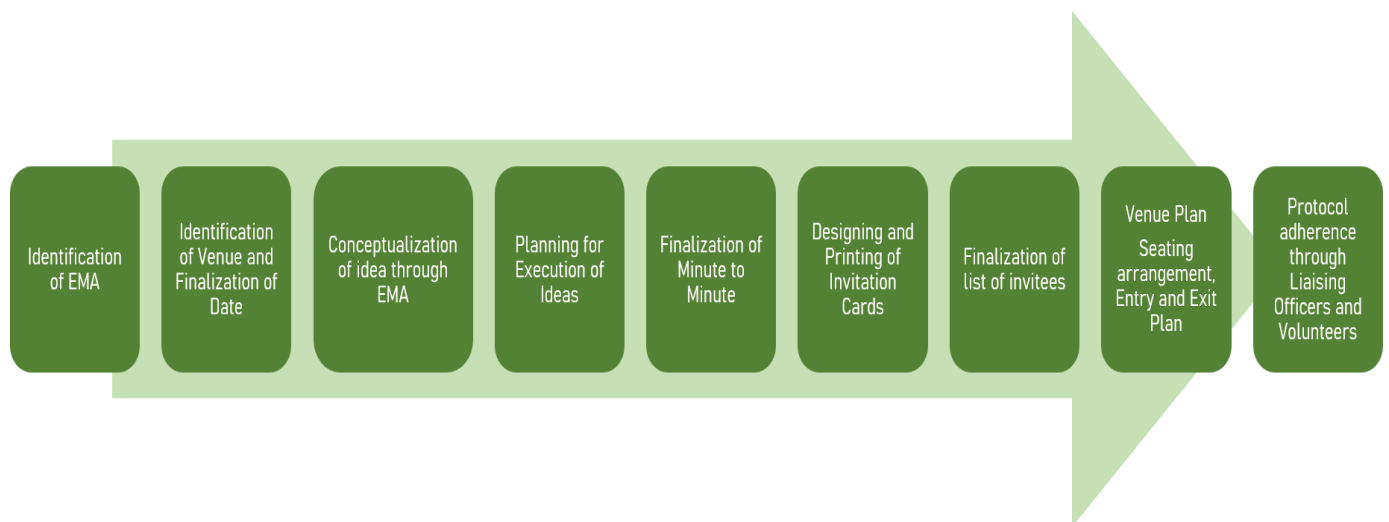 Identification
of EMA
Identification
of Venue and
Finalization of
Date
Conceptualization
of idea through
EMA
Planning for
Execution of
Ideas
Finalization of
Minute to
Minute
Designing and
Printing of
Invitation
Cards
Finalization of
list of invitees
Venue Plan
Seating
arrangement,
Entry and Exit
Plan
Protocol
adherence
through
Liaising
Officers and
Volunteers